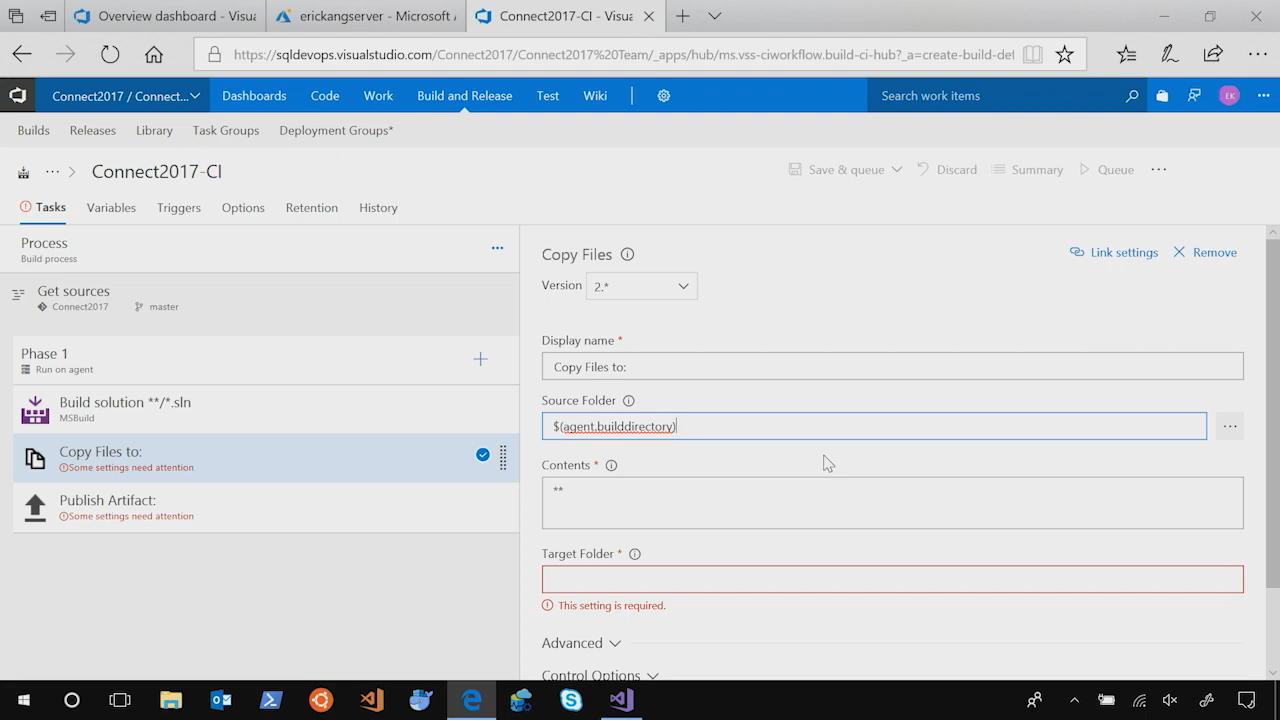 Overview dashboard - Visua
erickangserver - Microsoft A
Connect2017-CI - Visua
https://sqldevops.visualstudio.com/Connect2017/Connect2017%20Team/_apps/hub/ms.vss-ciworkflow.build-ci-hub?_a=create-build-def
Connect2017 / Connect...
Dashboards
Code
Work
Build and Release
Test
Wiki
Search work items
EK
Builds
Releases
Library
Task Groups
Deployment Groups*
... > Connect2017-CI
Save & queue
Discard
Summary
Queue
...
Tasks
Variables
Triggers
Options
Retention
History
Process
Build process
Get sources
Connect2017
master
Phase 1
Run on agent
Build solution **/*.sln
MSBuild
Copy Files to:
Some settings need attention
Publish Artifact:
Some settings need attention
Copy Files
Link settings
Remove
Version
2.*
Display name *
Copy Files to:
Source Folder
$(agent.builddirectory)
...
Contents *
**
Target Folder *
This setting is required.
Advanced
Control Options